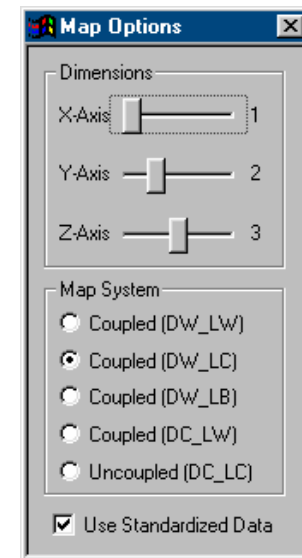 Map Options
Dimensions
X-Axis 1
Y-Axis 2
Z-Axis 3
Map System
Coupled (DW_LW)
Coupled (DW_LC)
Coupled (DW_LB)
Coupled (DC_LW)
Uncoupled (DC_LC)
Use Standardized Data